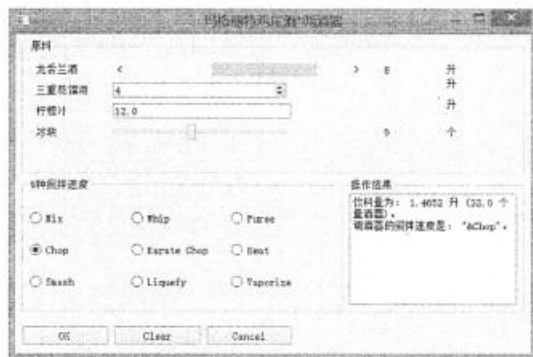 玛格丽特鸡尾酒*调酒器
原料
龙舌兰酒 < > 8 升
三重蒸馏酒 4 升
柠檬汁 12.0 升
冰块 9 个
9种搅拌速度
Mix Whip Puree
Chop Karate Chop Beat
Smash Liquefy Vaporize
操作结果
饮料量为: 1.4652 升 (33.0 个
量酒器)。
调酒器的搅拌速度是: "&Chop"。
OK Clear Cancel